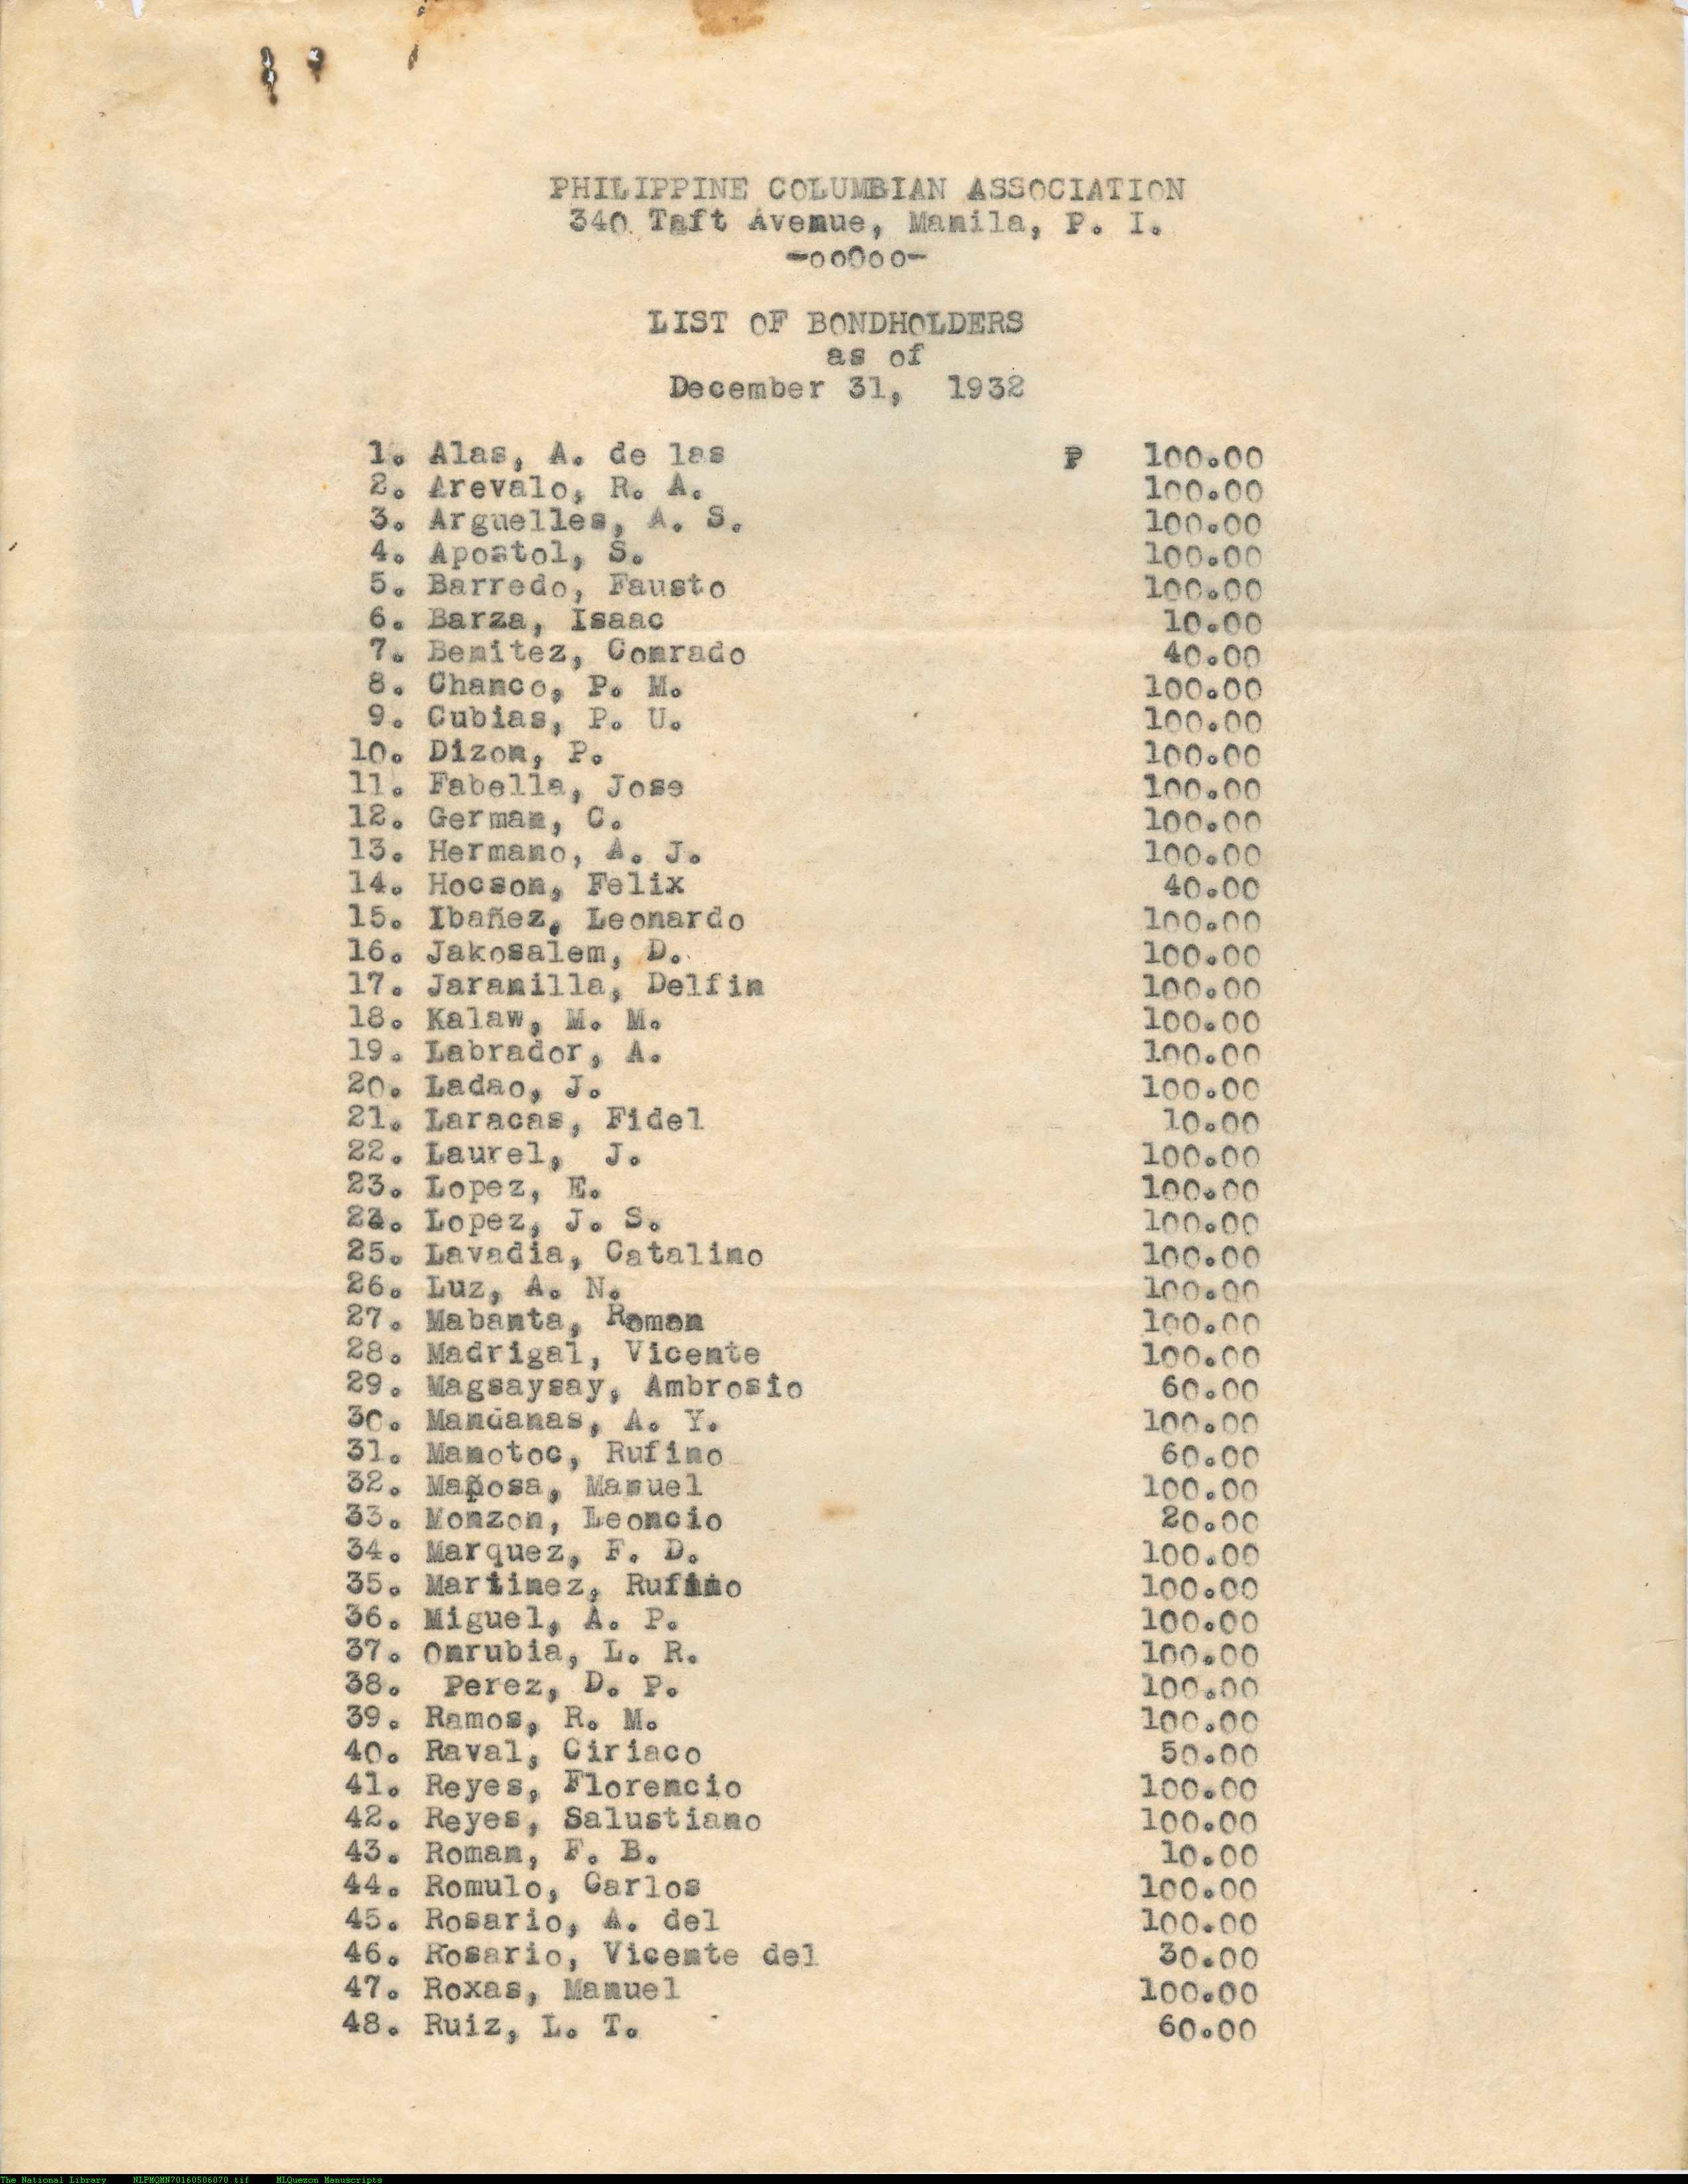 PHILIPPINE COLUMBIAN ASSOCIATION
340 Taft Avenue, Manila, P. I.
-ooOoo-
LIST OF BONDHOLDERS
as of
December 31, 1932
1. Alas, A. de las ₱ 100.00
2. Arevalo, R. A. 100.00
3. Arguelles, A. S. 100.00
4. Apostol, S. 100.00
5. Barredo, Fausto 100.00
6. Barza, Isaac 10.00
7. Benitez, Conrado 40.00
8. Chanco, P. M. 100.00
9. Cubias, P. U. 100.00
10. Dizon, P. 100.00
11. Fabella, Jose 100.00
12. German, C. 100.00
13. Hermano, A. J. 100.00
14. Hocson, Felix 40.00
15. Ibañez, Leonardo 100.00
16. Jakosalem, D. 100.00
17. Jaranilla, Delfin 100.00
18. Kalaw, M. M. 100.00
19. Labrador, A. 100.00
20. Ladao, J. 100.00
21. Laracas, Fidel 10.00
22. Laurel, J. 100.00
23. Lopez, E. 100.00
24. Lopez, J. S. 100.00
25. Lavadia, Catalino 100.00
26. Luz, A. N. 100.00
27. Mabanta, Roman 100.00
28. Madrigal, Vicente 100.00
29. Magsaysay, Ambrosio 60.00
30. Mandanas, A. Y. 100.00
31. Manotoc, Rufino 60.00
32. Mañosa, Manuel 100.00
33. Monzon, Leoncio 20.00
34. Marquez, F. D. 100.00
35. Martinez, Rufino 100.00
36. Miguel, A. P. 100.00
37. Onrubia, L. R. 100.00
38. Perez, D. P. 100.00
39. Ramos, R. M. 100.00
40. Raval, Ciriaco 50.00
41. Reyes, Florencio 100.00
42. Reyes, Salustiano 100.00
43. Roman, F. B. 10.00
44. Romulo, Carlos 100.00
45. Rosario, A. del 100.00
46. Rosario, Vicente del 30.00
47. Roxas, Manuel 100.00
48. Ruiz, L. T. 60.00
The National Library NLPMQMN70160506070.tif MLQuezon Manuscripts